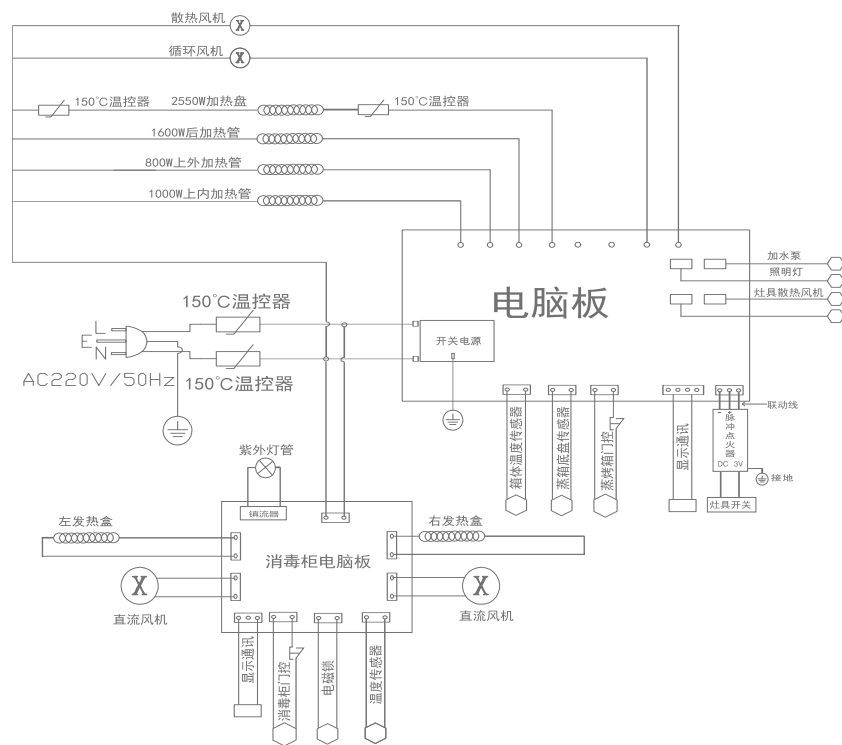 散热风机
X
循环风机
X
150℃温控器
2550W加热盘
150℃温控器
1600W后加热管
800W上外加热管
1000W上内加热管
加水泵
照明灯
灶具散热风机
电脑板
开关电源
150℃温控器
L
E
N
AC220V/50Hz
150℃温控器
箱体温度传感器
蒸箱底盘传感器
蒸烤箱门控
显示通讯
联动线
- +
脉冲点火器
DC 3V
接地
灶具开关
紫外灯管
镇流器
左发热盒
右发热盒
消毒柜电脑板
X
直流风机
X
直流风机
显示通讯
消毒柜门控
电磁锁
温度传感器